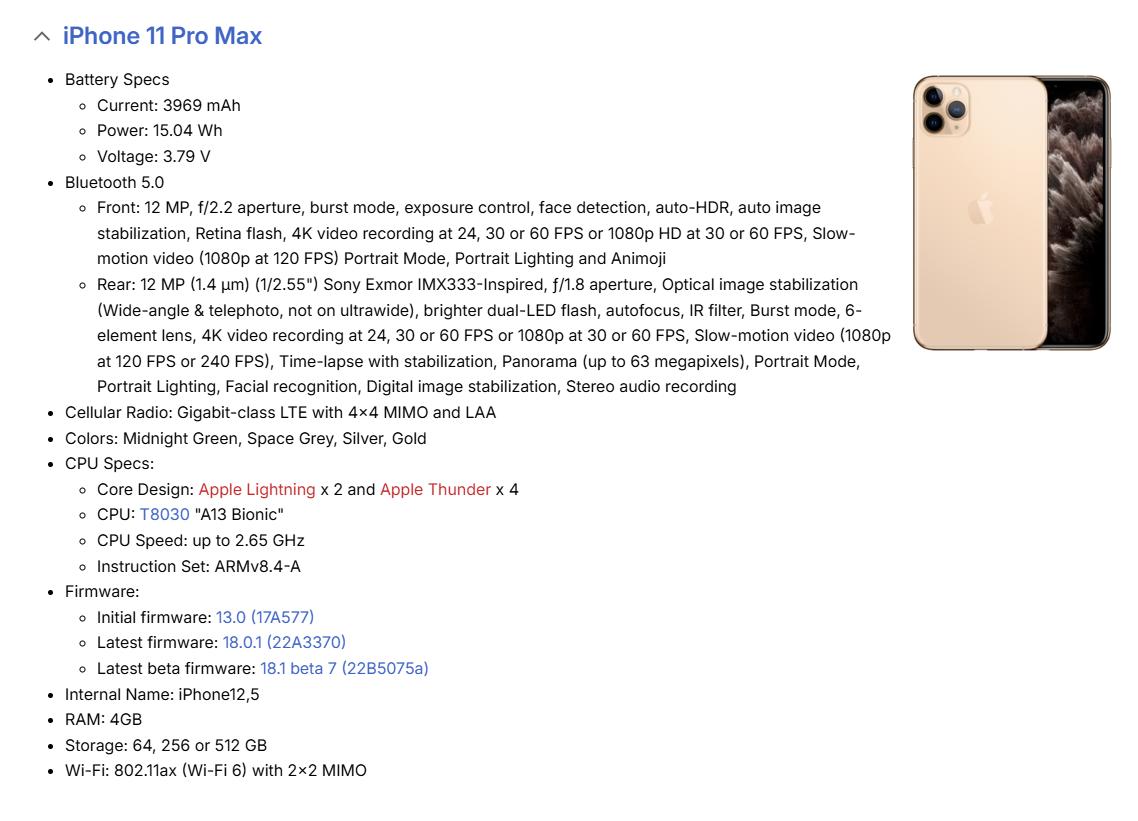 iPhone 11 Pro Max
• Battery Specs
◦ Current: 3969 mAh
◦ Power: 15.04 Wh
◦ Voltage: 3.79 V
• Bluetooth 5.0
◦ Front: 12 MP, f/2.2 aperture, burst mode, exposure control, face detection, auto-HDR, auto image
stabilization, Retina flash, 4K video recording at 24, 30 or 60 FPS or 1080p HD at 30 or 60 FPS, Slow-
motion video (1080p at 120 FPS) Portrait Mode, Portrait Lighting and Animoji
◦ Rear: 12 MP (1.4 μm) (1/2.55") Sony Exmor IMX333-Inspired, ƒ/1.8 aperture, Optical image stabilization
(Wide-angle & telephoto, not on ultrawide), brighter dual-LED flash, autofocus, IR filter, Burst mode, 6-
element lens, 4K video recording at 24, 30 or 60 FPS or 1080p at 30 or 60 FPS, Slow-motion video (1080p
at 120 FPS or 240 FPS), Time-lapse with stabilization, Panorama (up to 63 megapixels), Portrait Mode,
Portrait Lighting, Facial recognition, Digital image stabilization, Stereo audio recording
• Cellular Radio: Gigabit-class LTE with 4×4 MIMO and LAA
• Colors: Midnight Green, Space Grey, Silver, Gold
• CPU Specs:
◦ Core Design: Apple Lightning x 2 and Apple Thunder x 4
◦ CPU: T8030 "A13 Bionic"
◦ CPU Speed: up to 2.65 GHz
◦ Instruction Set: ARMv8.4-A
• Firmware:
◦ Initial firmware: 13.0 (17A577)
◦ Latest firmware: 18.0.1 (22A3370)
◦ Latest beta firmware: 18.1 beta 7 (22B5075a)
• Internal Name: iPhone12,5
• RAM: 4GB
• Storage: 64, 256 or 512 GB
• Wi-Fi: 802.11ax (Wi-Fi 6) with 2×2 MIMO